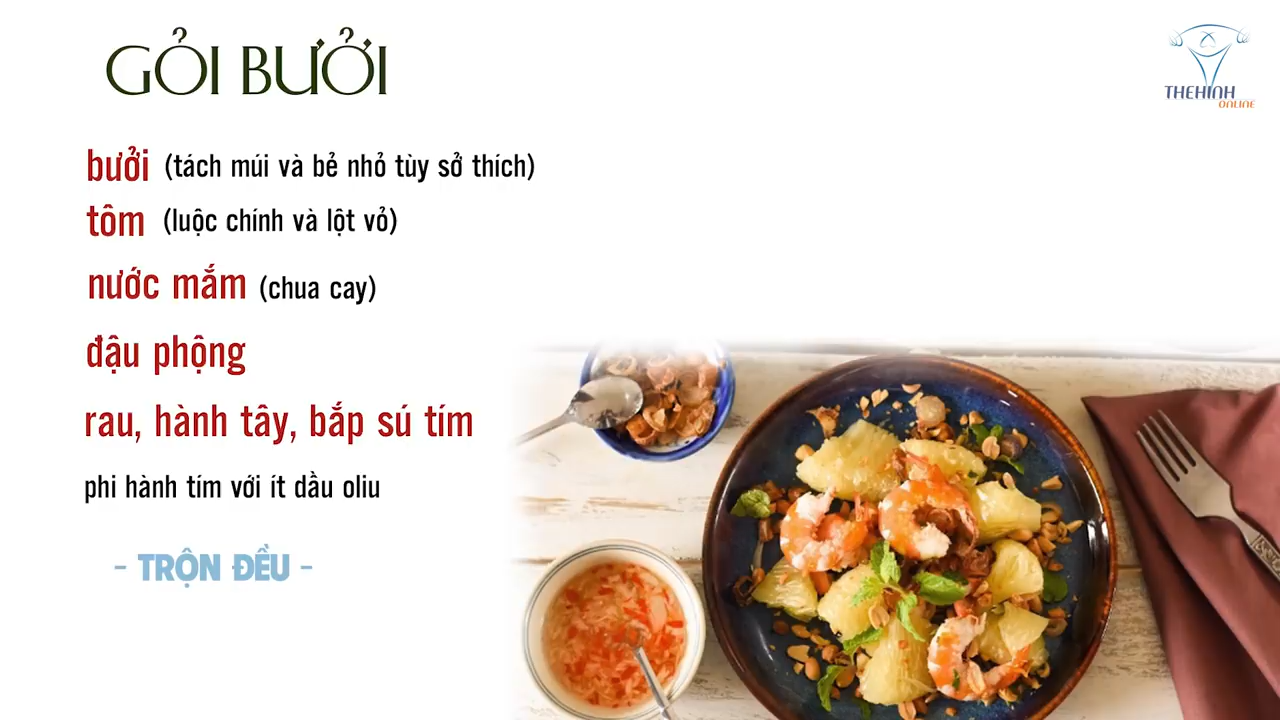 GỎI BƯỞI
THEHINH
ONLINE
bưởi (tách múi và bẻ nhỏ tùy sở thích)
tôm (luộc chính và lột vỏ)
nước mắm (chua cay)
đậu phộng
rau, hành tây, bắp sú tím
phi hành tím với ít dầu oliu
- TRỘN ĐỀU -